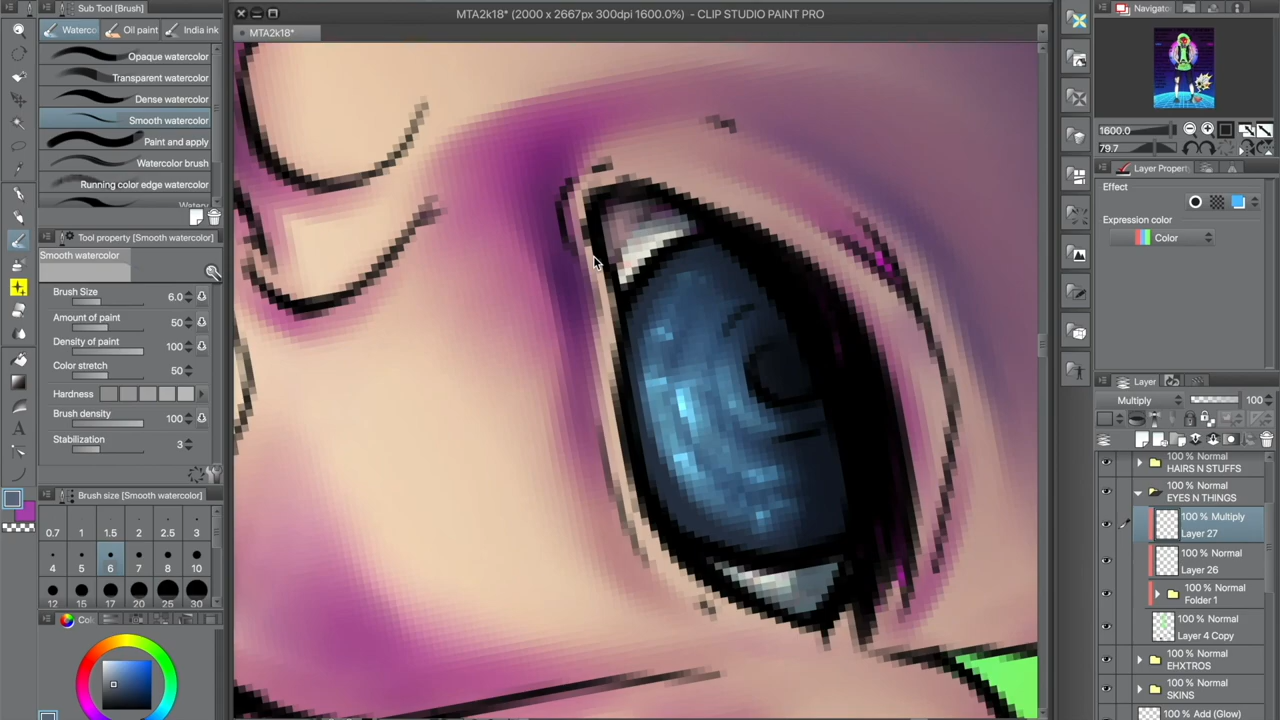 Sub Tool [Brush]
MTA2k18* (2000 x 2667px 300dpi 1600.0%) - CLIP STUDIO PAINT PRO
Navigator
Waterco
Oil paint
India ink
MTA2k18*
Opaque watercolor
Transparent watercolor
Dense watercolor
Smooth watercolor
Paint and apply
Watercolor brush
Running color edge watercolor
Watery
1600.0
79.7
Layer Property
Effect
Expression color
Color
Tool property [Smooth watercolor]
Smooth watercolor
Brush Size
6.0
Amount of paint
50
Density of paint
100
Color stretch
50
Hardness
Brush density
100
Stabilization
3
Brush size [Smooth watercolor]
0.7 1 1.5 2 2.5 3
4 5 6 7 8 10
12 15 17 20 25 30
Col
Layer
Multiply
100
100 % Normal
HAIRS N STUFFS
100 % Normal
EYES N THINGS
100 % Multiply
Layer 27
100 % Normal
Layer 26
100 % Normal
Folder 1
100 % Normal
Layer 4 Copy
100 % Normal
EHXTROS
100 % Normal
SKINS
100 % Add (Glow)